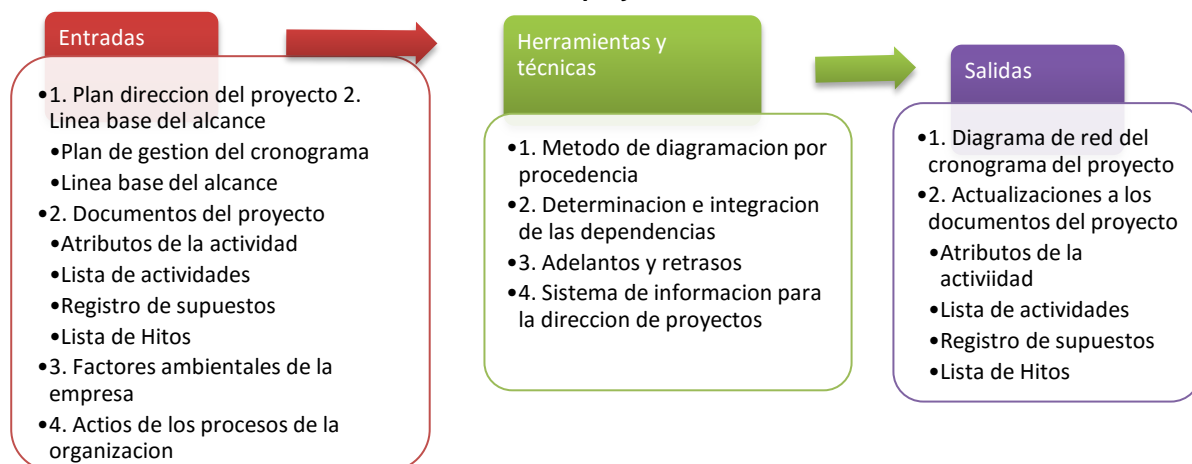 Entradas
•1. Plan direccion del proyecto 2.
Linea base del alcance
•Plan de gestion del cronograma
•Linea base del alcance
•2. Documentos del proyecto
•Atributos de la actividad
•Lista de actividades
•Registro de supuestos
•Lista de Hitos
•3. Factores ambientales de la
empresa
•4. Actios de los procesos de la
organizacion
Herramientas y
técnicas
•1. Metodo de diagramacion por
procedencia
•2. Determinacion e integracion
de las dependencias
•3. Adelantos y retrasos
•4. Sistema de informacion para
la direccion de proyectos
Salidas
•1. Diagrama de red del
cronograma del proyecto
•2. Actualizaciones a los
documentos del proyecto
•Atributos de la
activiidad
•Lista de actividades
•Registro de supuestos
•Lista de Hitos